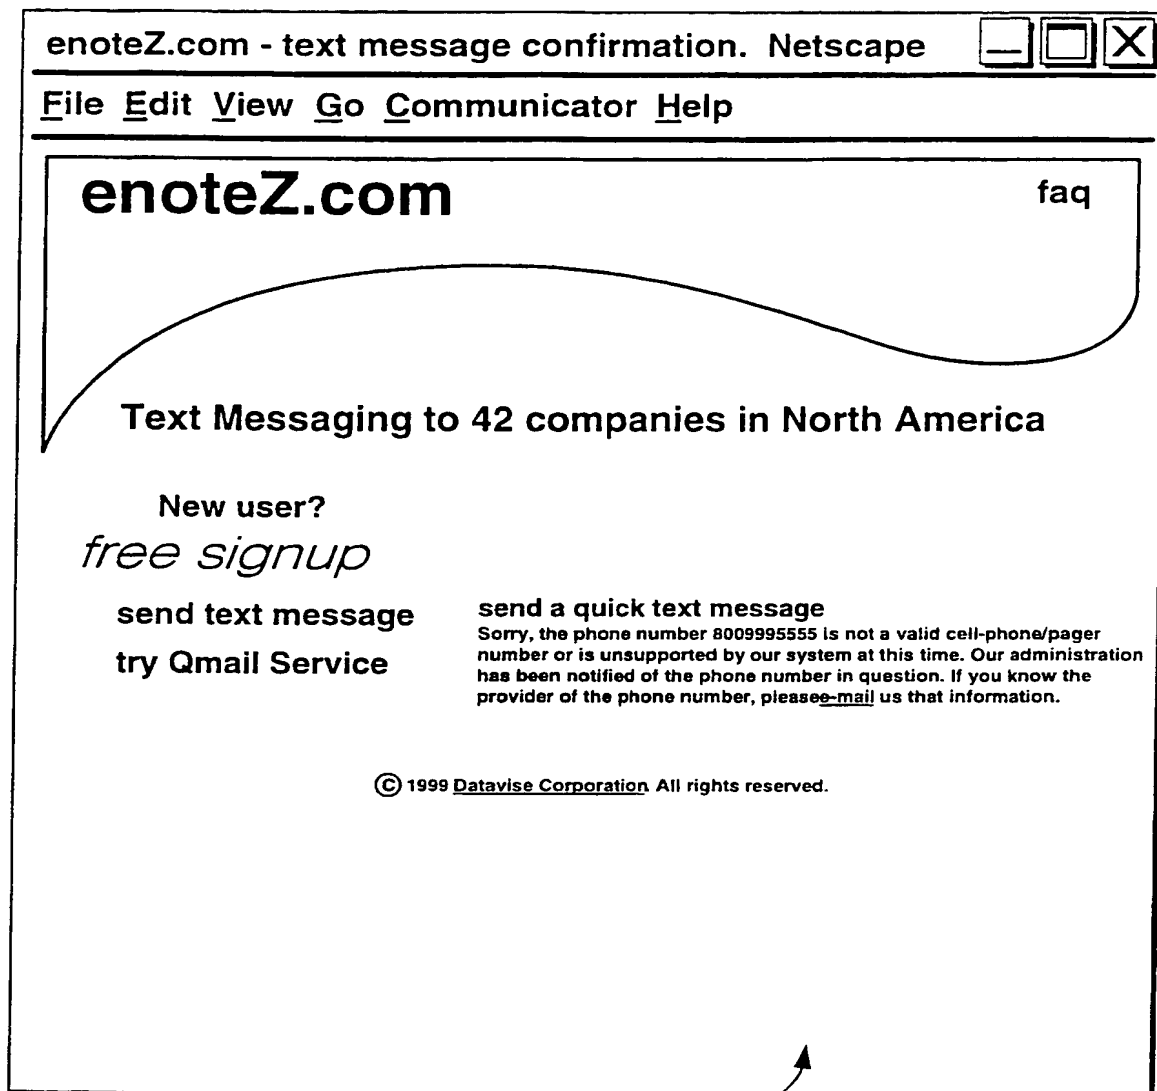 enoteZ.com - text message confirmation. Netscape
File Edit View Go Communicator Help
enoteZ.com
faq
Text Messaging to 42 companies in North America
New user?
free signup
send text message
try Qmail Service
send a quick text message
Sorry, the phone number 8009995555 is not a valid cell-phone/pager
number or is unsupported by our system at this time. Our administration
has been notified of the phone number in question. If you know the
provider of the phone number, pleasee-mail us that information.
© 1999 Datavise Corporation All rights reserved.